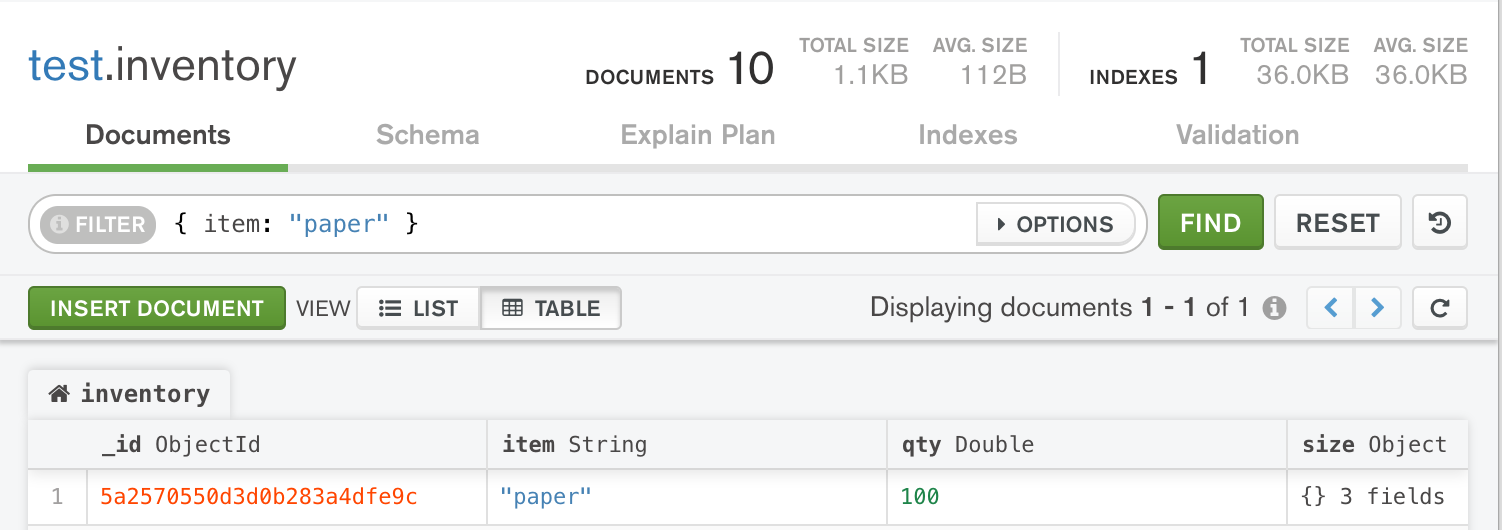 test.inventory
DOCUMENTS 10 TOTAL SIZE 1.1KB AVG. SIZE 112B INDEXES 1 TOTAL SIZE 36.0KB AVG. SIZE 36.0KB
Documents Schema Explain Plan Indexes Validation
FILTER { item: "paper" } OPTIONS FIND RESET
INSERT DOCUMENT VIEW LIST TABLE Displaying documents 1 - 1 of 1
inventory
_id ObjectId item String qty Double size Object
1 5a2570550d3d0b283a4dfe9c "paper" 100 {} 3 fields